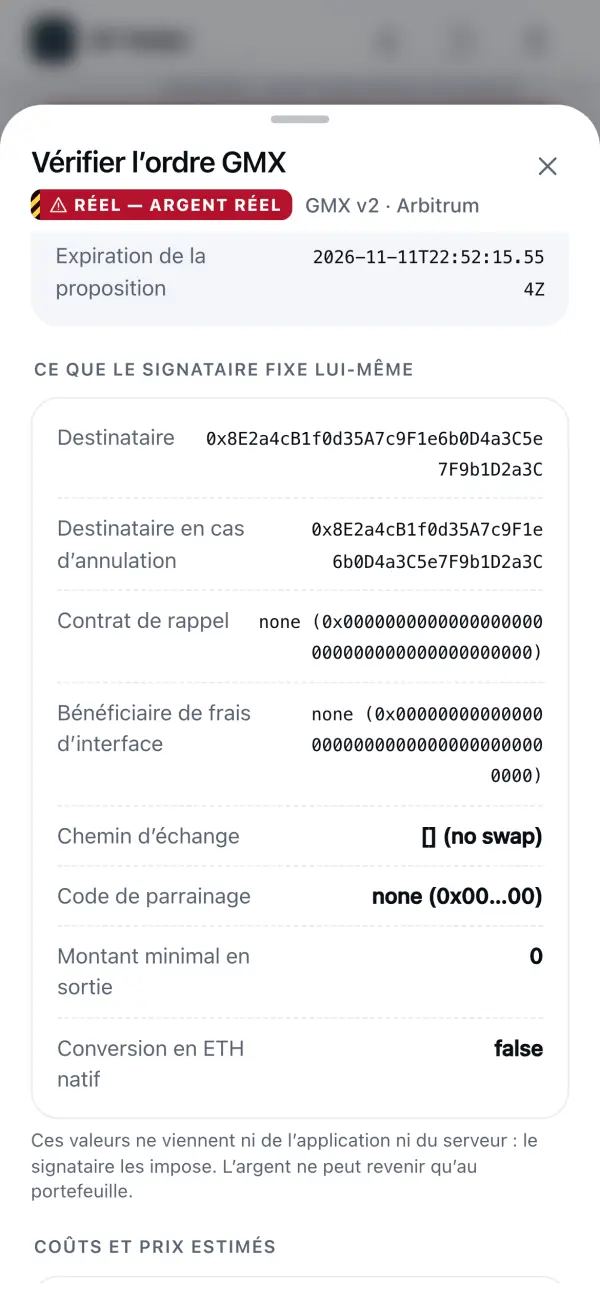 Vérifier l’ordre GMX
RÉEL — ARGENT RÉEL GMX v2 · Arbitrum
Expiration de la proposition 2026-11-11T22:52:15.55
4Z
CE QUE LE SIGNATAIRE FIXE LUI-MÊME
Destinataire 0x8E2a4cB1f0d35A7c9F1e6b0D4a3C5e
7F9b1D2a3C
Destinataire en cas d’annulation 0x8E2a4cB1f0d35A7c9F1e
6b0D4a3C5e7F9b1D2a3C
Contrat de rappel none (0x0000000000000000000
000000000000000000000)
Bénéficiaire de frais d’interface none (0x00000000000000
0000000000000000000000
0000)
Chemin d’échange [] (no swap)
Code de parrainage none (0x00…00)
Montant minimal en sortie 0
Conversion en ETH natif false
Ces valeurs ne viennent ni de l’application ni du serveur : le
signataire les impose. L’argent ne peut revenir qu’au
portefeuille.
COÛTS ET PRIX ESTIMÉS